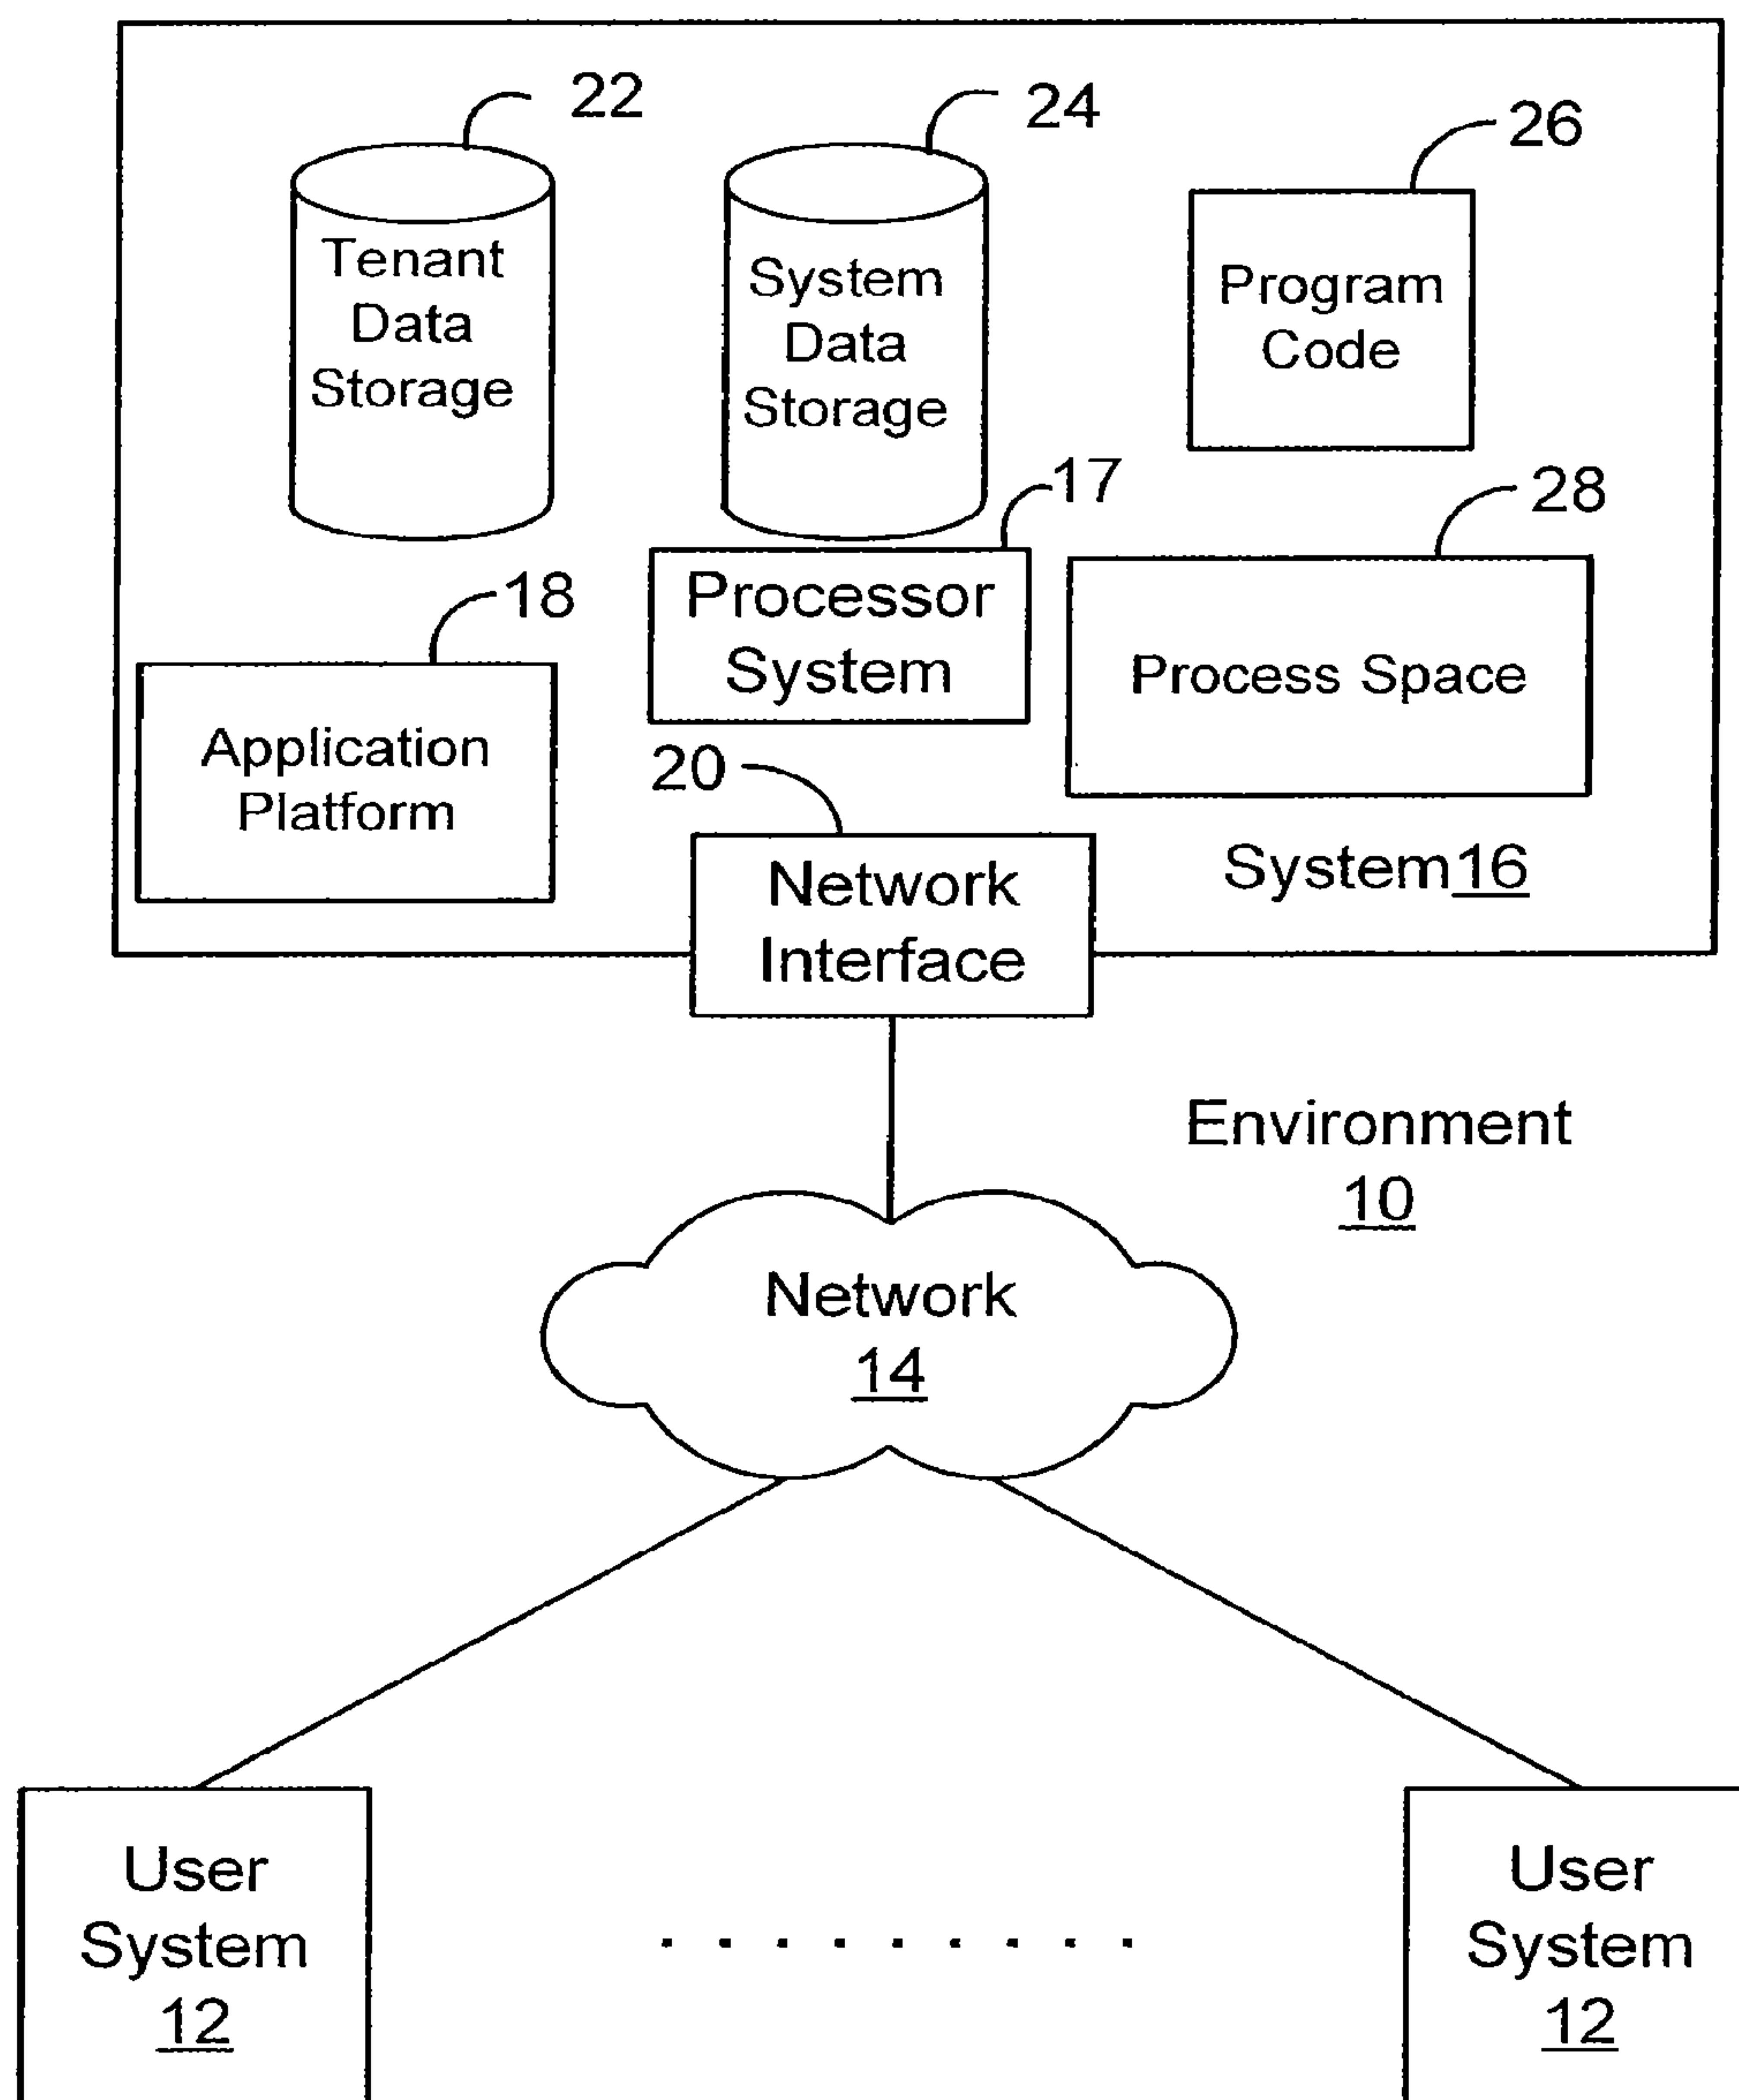 22
24
26
Tenant
Data
Storage
System
Data
Storage
Program
Code
17
28
18
Processor
System
Process Space
Application
Platform
20
System16
Network
Interface
Environment
10
Network
14
User
System
12
. . . . . . . . .
User
System
12